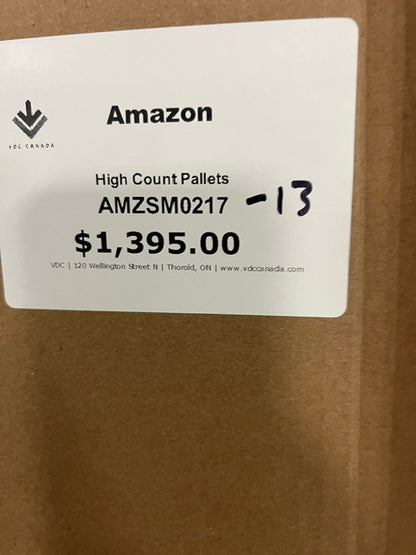 Amazon
VDC CANADA
High Count Pallets
AMZSM0217 -13
$1,395.00
VDC | 120 Wellington Street N | Thorold, ON | www.vdccanada.com